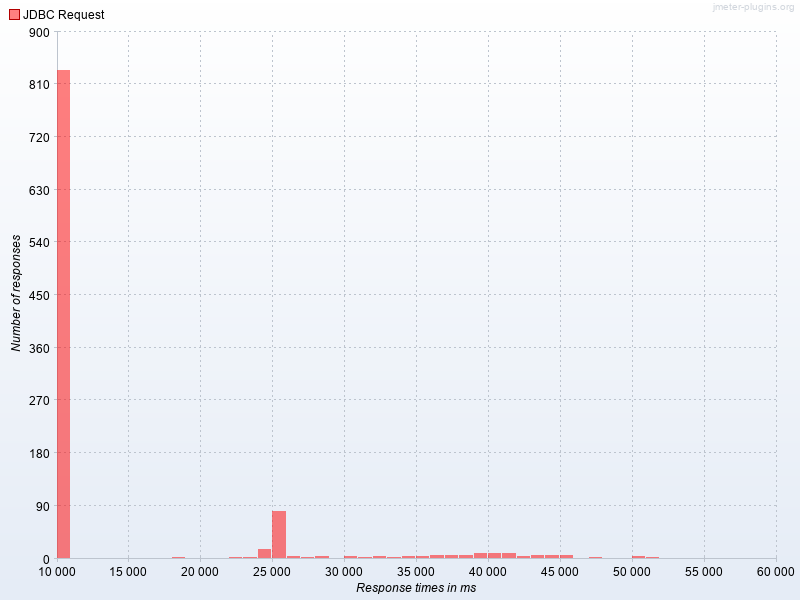 jmeter-plugins.org
JDBC Request
900
810
720
630
540
450
360
270
180
90
0
Number of responses
10 000 15 000 20 000 25 000 30 000 35 000 40 000 45 000 50 000 55 000 60 000
Response times in ms